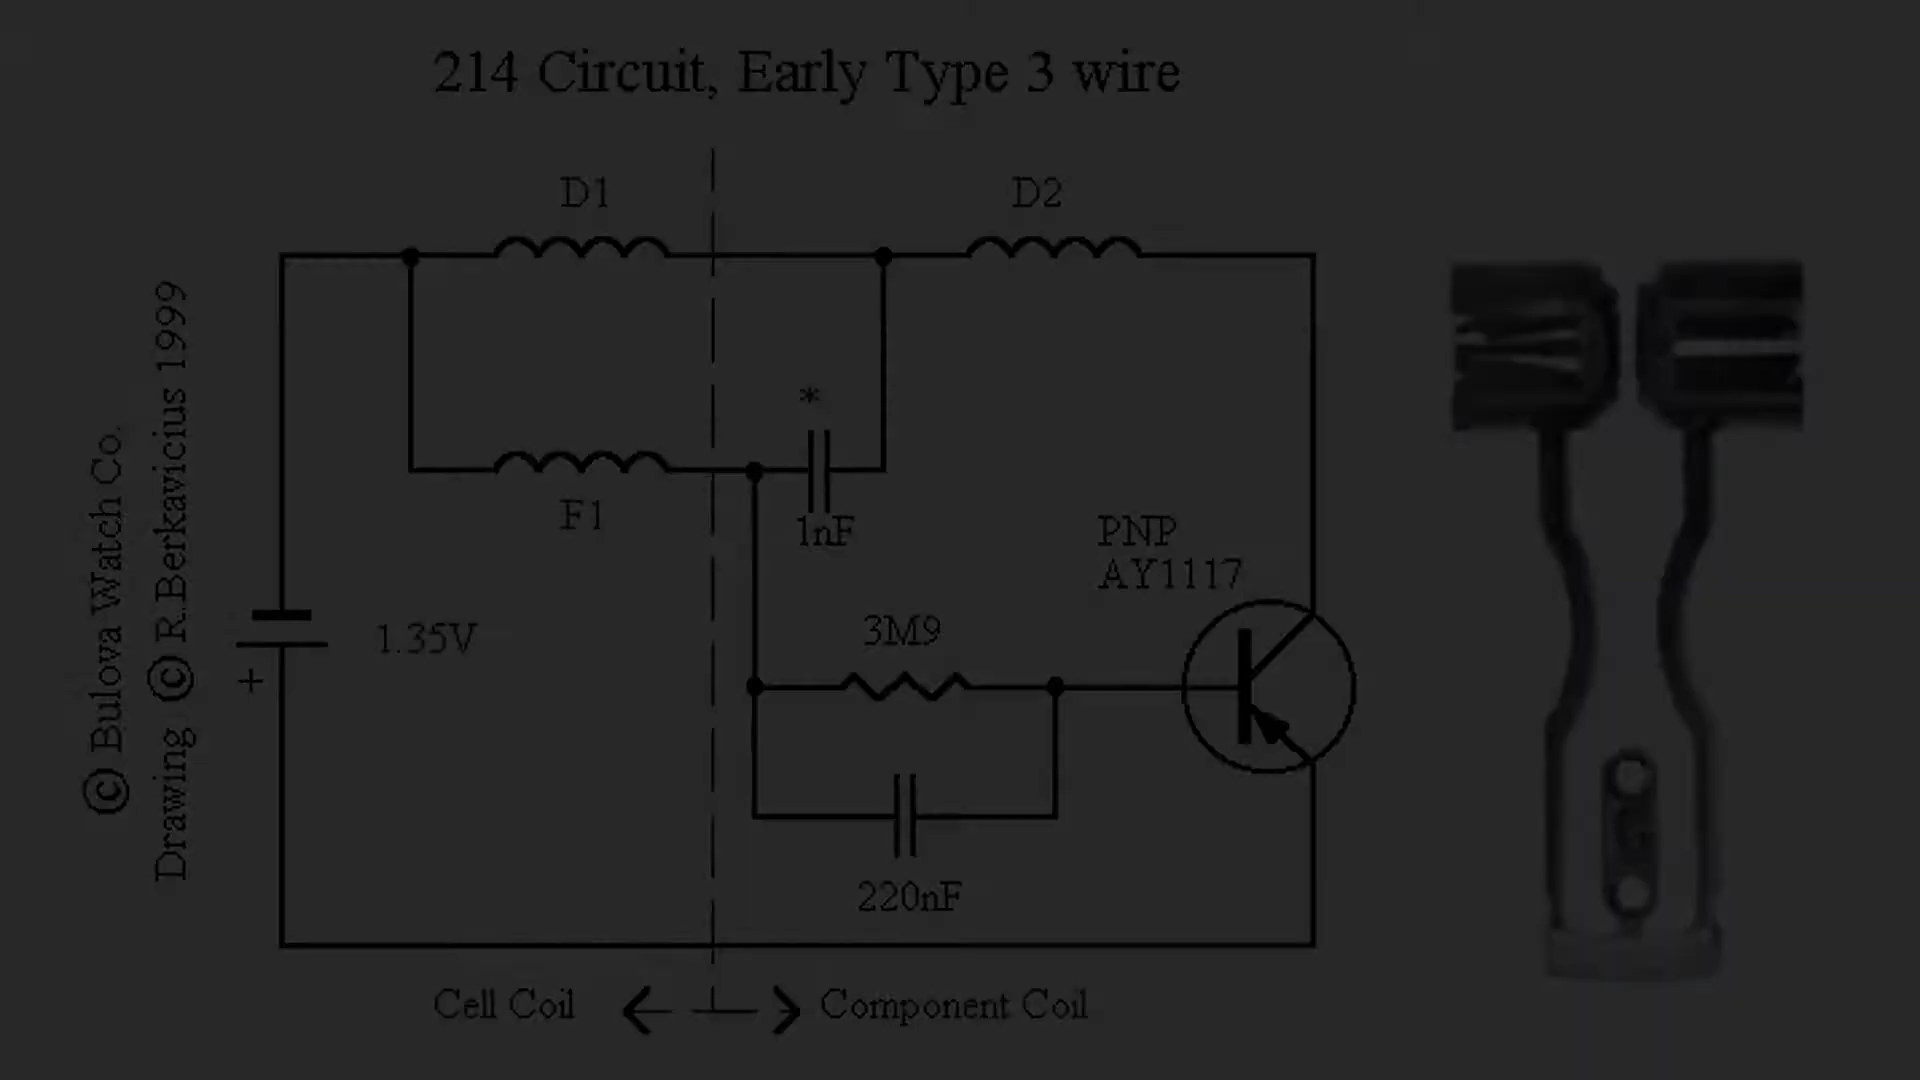 214 Circuit, Early Type 3 wire
D1
D2
*
F1
1nF
PNP
AY1117
3M9
1.35V
+
220nF
Cell Coil
Component Coil
© Bulova Watch Co.
Drawing © R.Berkavicius 1999